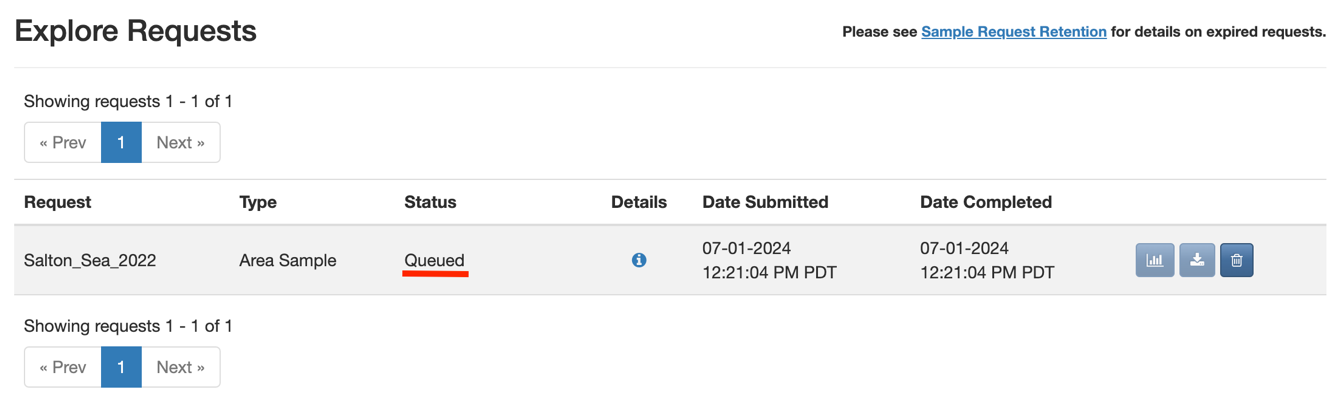 Explore Requests
Please see Sample Request Retention for details on expired requests.
Showing requests 1 - 1 of 1
« Prev 1 Next »
Request Type Status Details Date Submitted Date Completed
Salton_Sea_2022 Area Sample Queued 07-01-2024 12:21:04 PM PDT 07-01-2024 12:21:04 PM PDT
Showing requests 1 - 1 of 1
« Prev 1 Next »